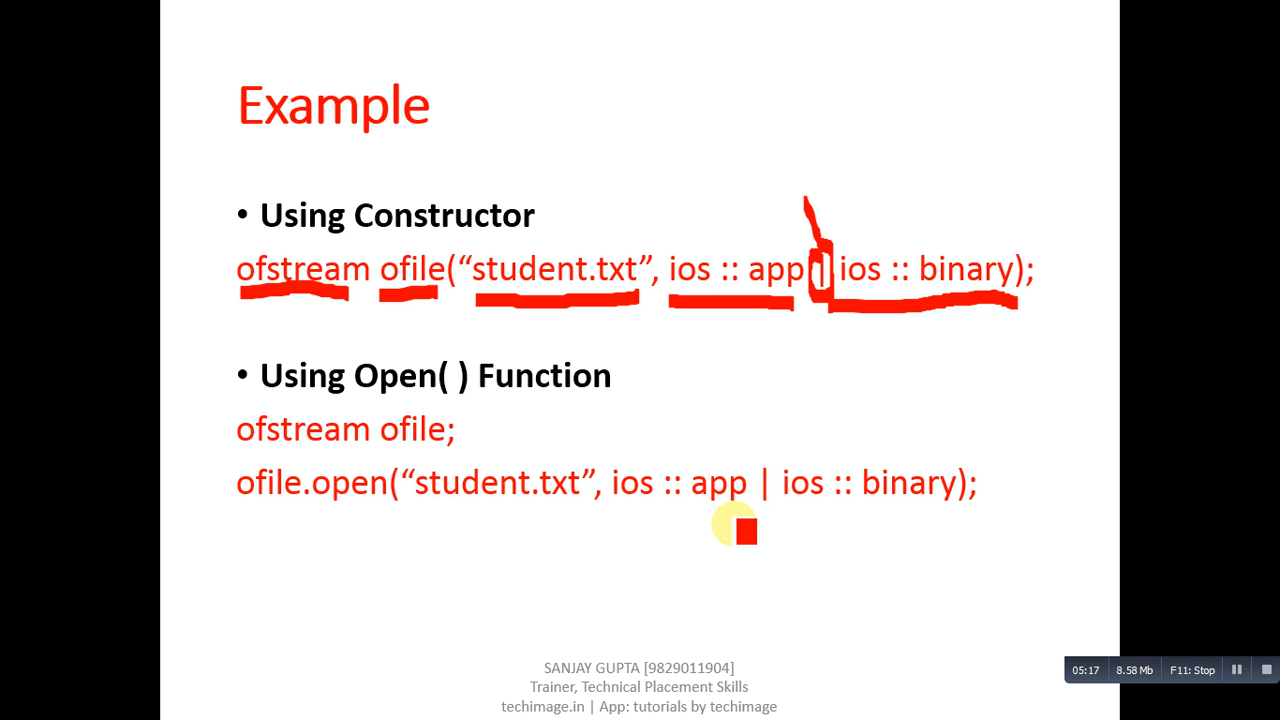 Example
• Using Constructor
ofstream ofile(“student.txt”, ios :: app | ios :: binary);
• Using Open( ) Function
ofstream ofile;
ofile.open(“student.txt”, ios :: app | ios :: binary);
SANJAY GUPTA [9829011904]
Trainer, Technical Placement Skills
techimage.in | App: tutorials by techimage
05:17 8.58 Mb F11: Stop